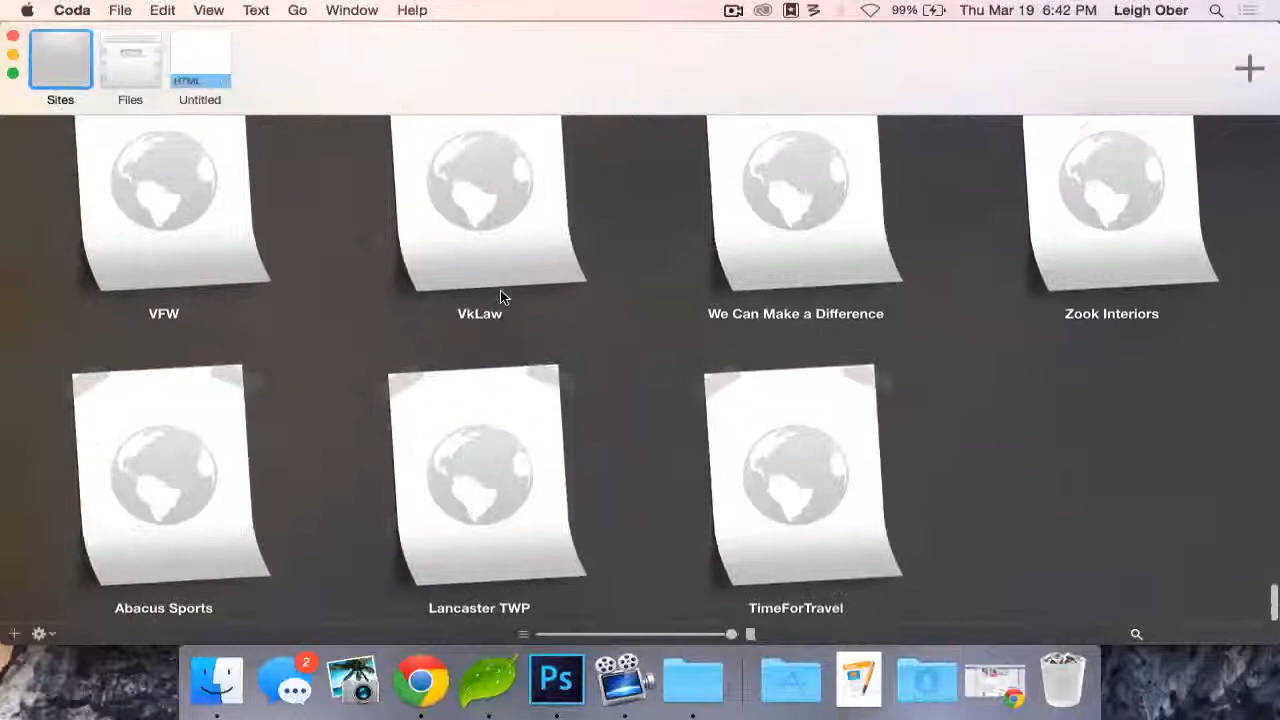 Coda File Edit View Text Go Window Help 99% Thu Mar 19 6:42 PM Leigh Ober
HTML
Sites Files Untitled
VFW VkLaw We Can Make a Difference Zook Interiors
Abacus Sports Lancaster TWP TimeForTravel
2
Ps